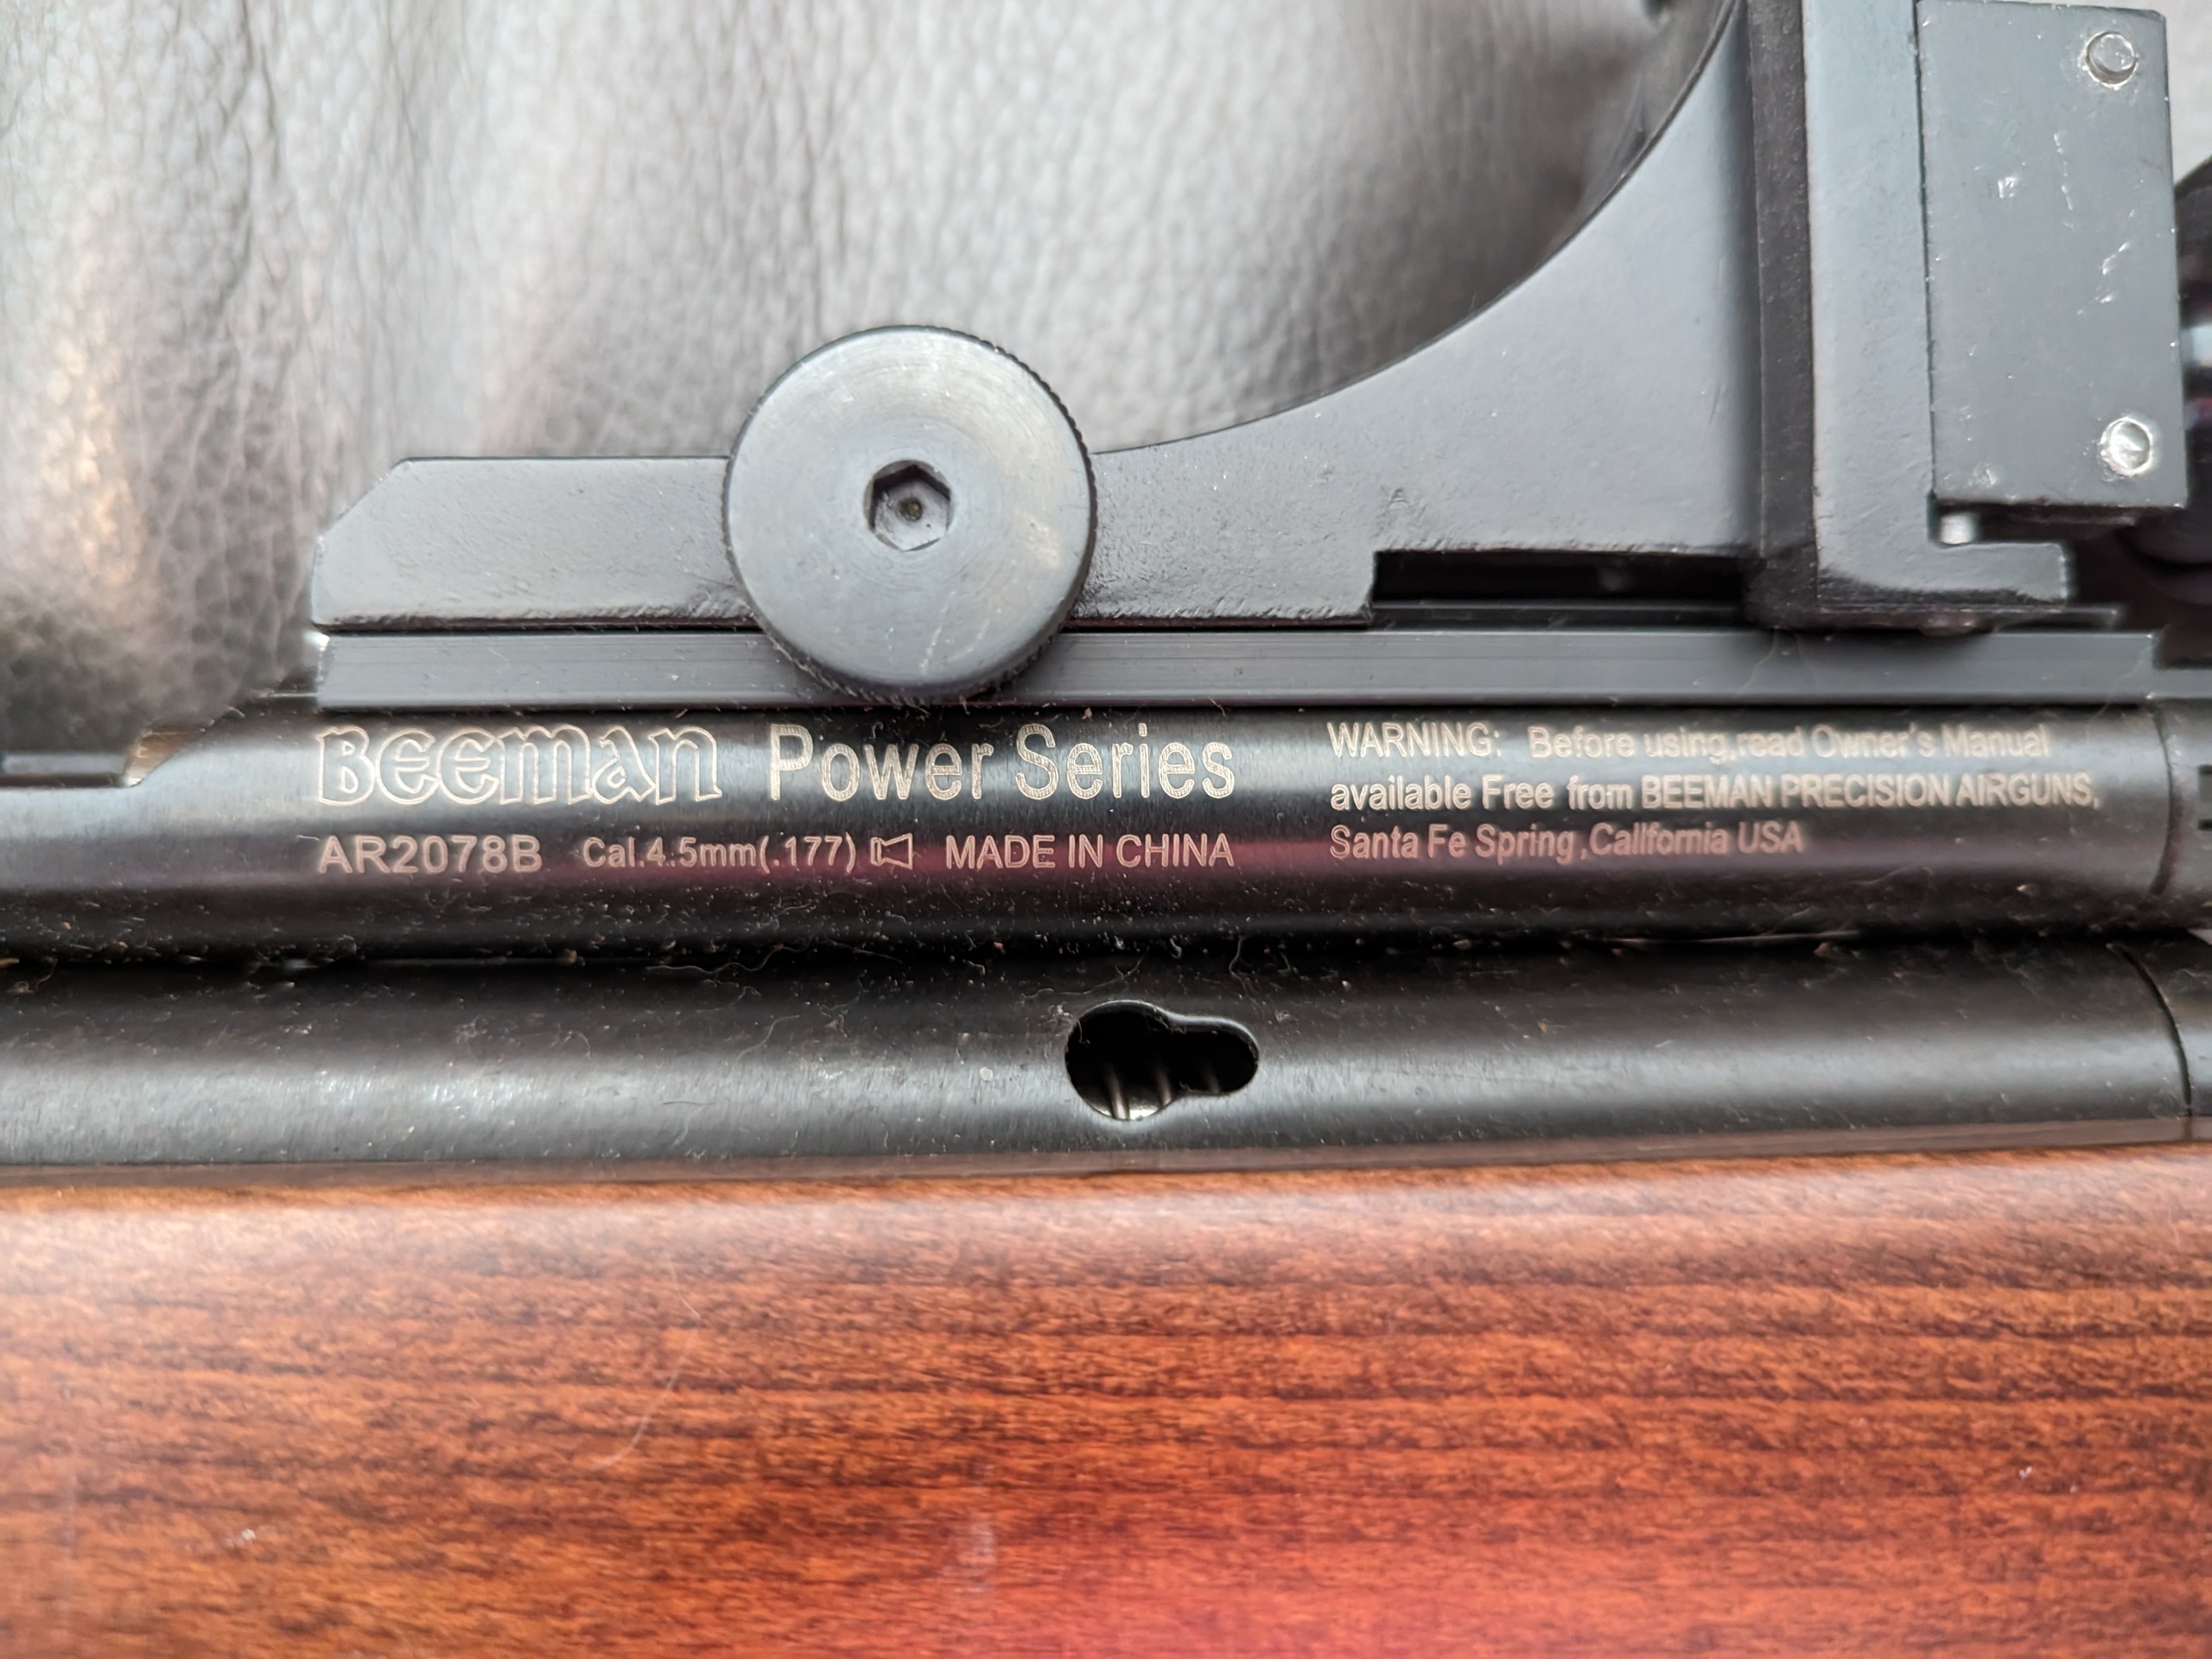 BEEMAN Power Series
AR2078B Cal.4.5mm(.177) MADE IN CHINA
WARNING: Before using,read Owner's Manual
available Free from BEEMAN PRECISION AIRGUNS,
Santa Fe Spring,Callfornia USA